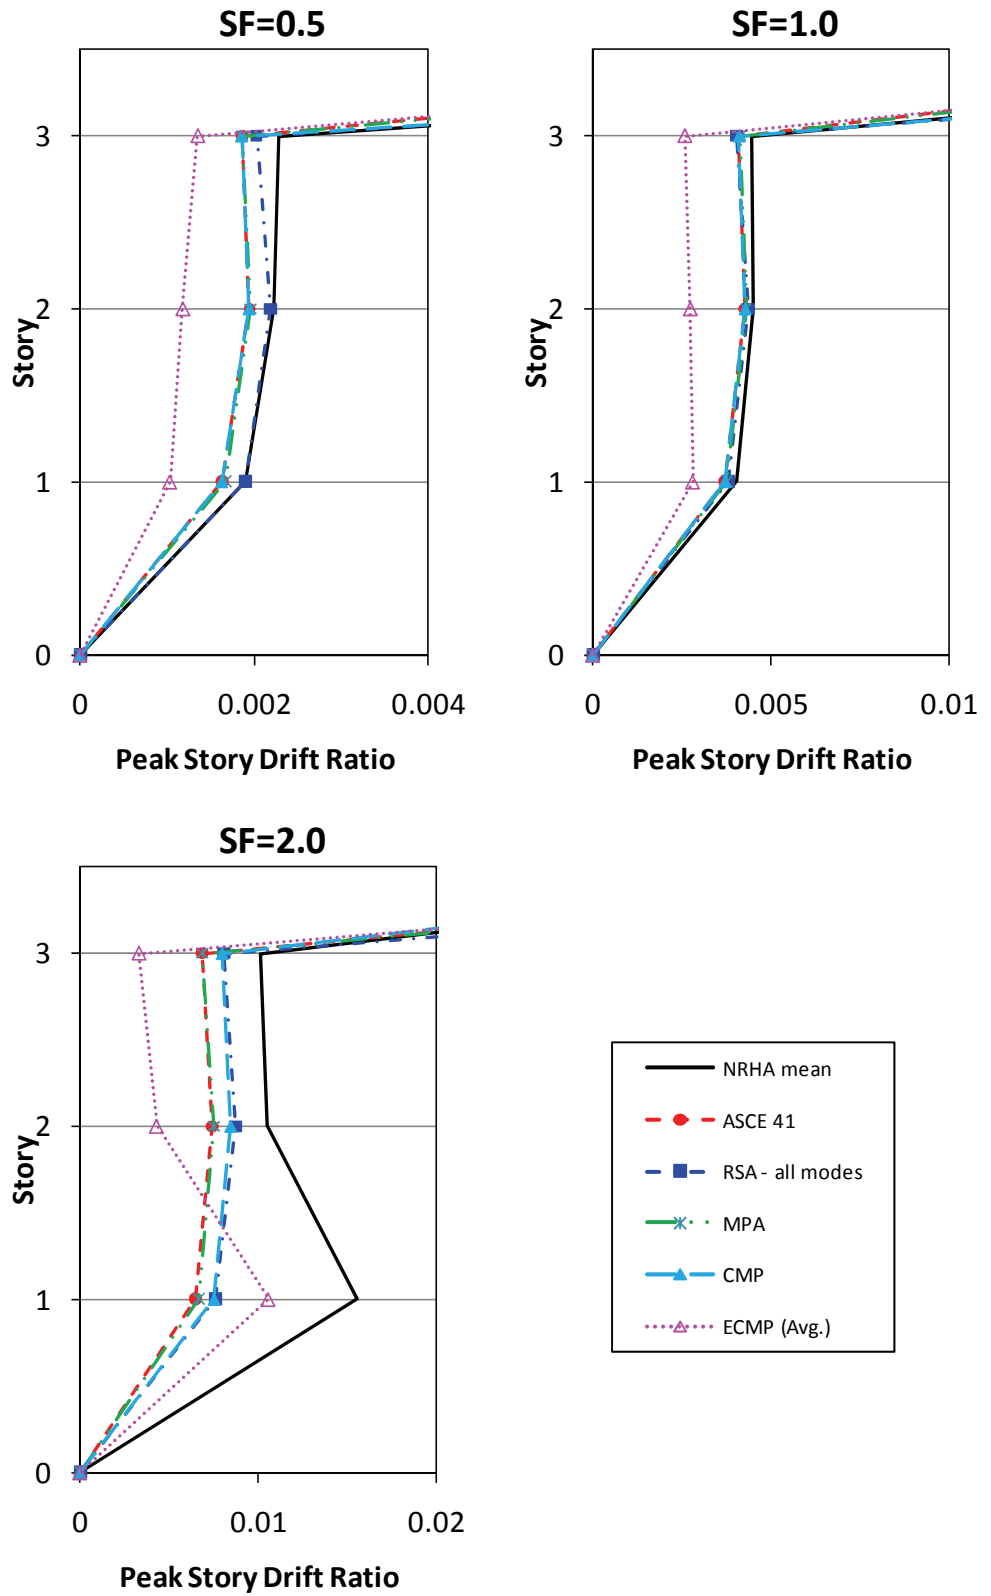 SF=0.5
3
2
1
0
Story
0 0.002 0.004
Peak Story Drift Ratio
SF=1.0
3
2
1
0
Story
0 0.005 0.01
Peak Story Drift Ratio
SF=2.0
3
2
1
0
Story
0 0.01 0.02
Peak Story Drift Ratio
NRHA mean
ASCE 41
RSA - all modes
MPA
CMP
ECMP (Avg.)